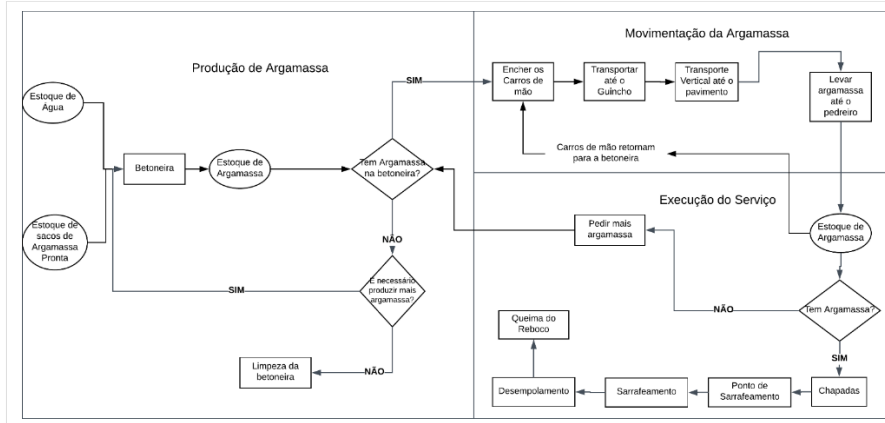 Produção de Argamassa
Estoque de
Água
Estoque de
sacos de
Argamassa
Pronta
Betoneira
Estoque de
Argamassa
Tem Argamassa
na betoneira?
SIM
NÃO
É necessário
produzir mais
argamassa?
SIM
NÃO
Limpeza da
betoneira
Movimentação da Argamassa
Encher os
Carros de
mão
Transportar
até o
Guincho
Transporte
Vertical até o
pavimento
Levar
argamassa
até o
pedreiro
Carros de mão retornam
para a betoneira
Execução do Serviço
Estoque de
Argamassa
Pedir mais
argamassa
NÃO
Tem Argamassa?
SIM
Chapadas
Ponto de
Sarrafeamento
Sarrafeamento
Desempolamento
Queima do
Reboco